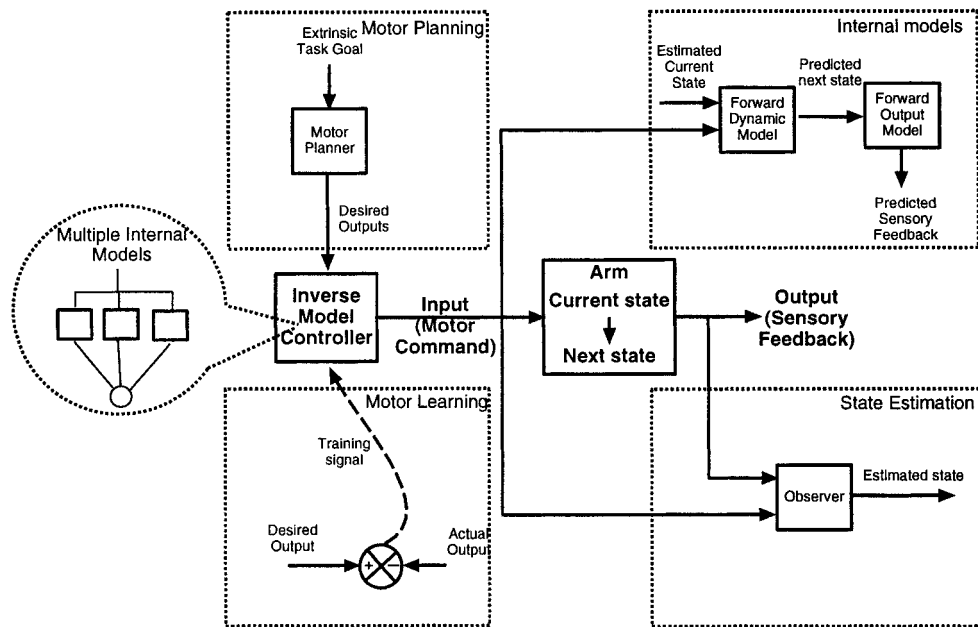 Motor Planning
Extrinsic
Task Goal
Motor
Planner
Desired
Outputs
Internal models
Estimated
Current
State
Predicted
next state
Forward
Dynamic
Model
Forward
Output
Model
Predicted
Sensory
Feedback
Multiple Internal
Models
Inverse
Model
Controller
Input
(Motor
Command)
Arm
Current state
Next state
Output
(Sensory
Feedback)
Motor Learning
Training
signal
Desired
Output
+
−
Actual
Output
State Estimation
Observer
Estimated state